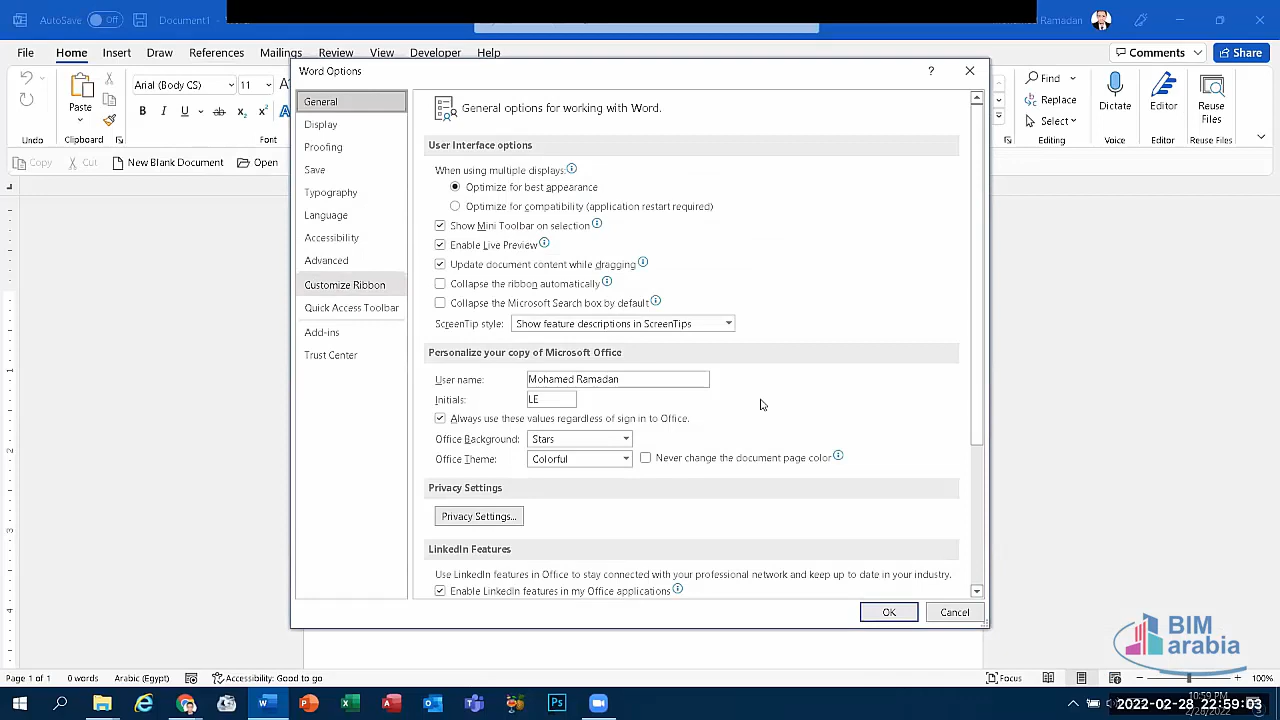 AutoSave Off Document1
Ramadan
File Home Insert Draw References Mailings Review View Developer Help
Comments Share
Arial (Body CS) 11
Paste
B I U ab x₂ x²
Find
Replace
Select
Dictate Editor Reuse Files
Undo Clipboard Font Editing Voice Editor Reuse Files
Copy Cut New Blank Document Open
Word Options
? ×
General
Display
Proofing
Save
Typography
Language
Accessibility
Advanced
Customize Ribbon
Quick Access Toolbar
Add-ins
Trust Center
General options for working with Word.
User Interface options
When using multiple displays:
Optimize for best appearance
Optimize for compatibility (application restart required)
Show Mini Toolbar on selection
Enable Live Preview
Update document content while dragging
Collapse the ribbon automatically
Collapse the Microsoft Search box by default
ScreenTip style: Show feature descriptions in ScreenTips
Personalize your copy of Microsoft Office
User name: Mohamed Ramadan
Initials: LE
Always use these values regardless of sign in to Office.
Office Background: Stars
Office Theme: Colorful Never change the document page color
Privacy Settings
Privacy Settings...
LinkedIn Features
Use LinkedIn features in Office to stay connected with your professional network and keep up to date in your industry.
Enable LinkedIn features in my Office applications
OK Cancel
BIM
arabia
Page 1 of 1 0 words Arabic (Egypt) Accessibility: Good to go Focus 100%
10:59 PM
2022-02-28 22:59:03